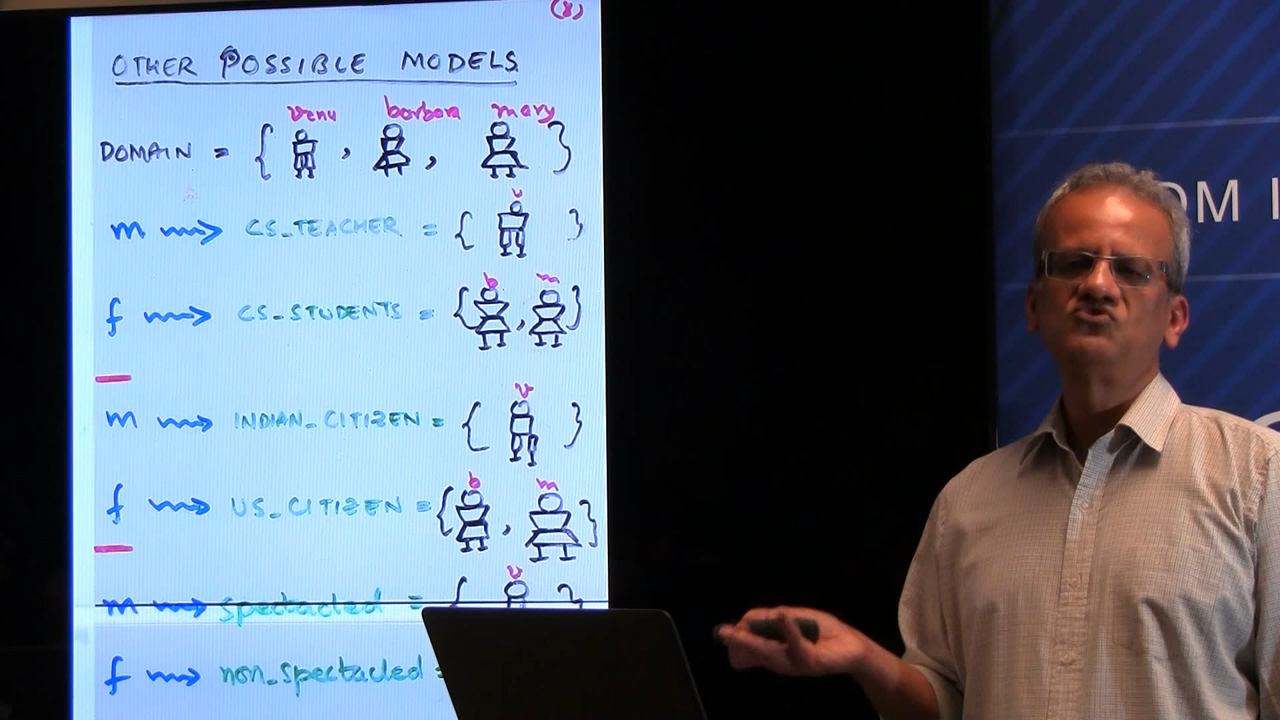 (8)
OTHER POSSIBLE MODELS
venu barbara mary
DOMAIN = { , , }
v
m ⟿ CS_TEACHER = { }
b m
f ⟿ CS_STUDENTS = { , }
v
m ⟿ INDIAN_CITIZEN = { }
b m
f ⟿ US_CITIZEN = { , }
v
m ⟿ spectacled = { }
f ⟿ non_spectacled =
OM I